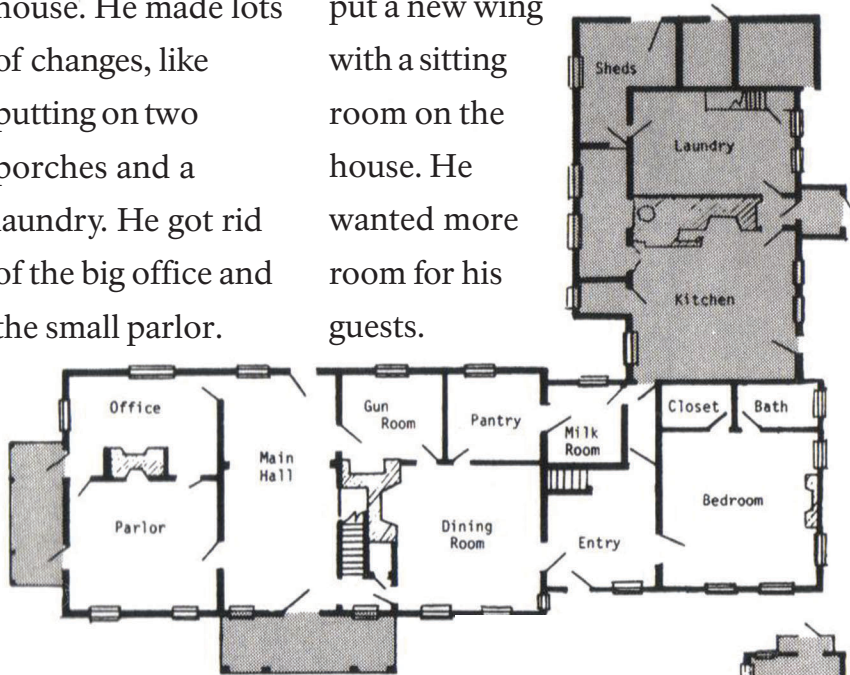 house. He made lots
of changes, like
putting on two
porches and a
laundry. He got rid
of the big office and
the small parlor.
put a new wing
with a sitting
room on the
house. He
wanted more
room for his
guests.
Sheds
Laundry
Kitchen
Office
Gun
Room
Pantry
Milk
Room
Closet
Bath
Main
Hall
Bedroom
Parlor
Dining
Room
Entry